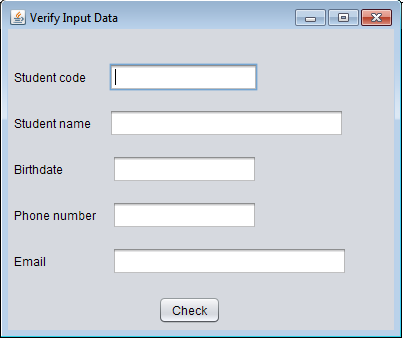 Verify Input Data
Student code
Student name
Birthdate
Phone number
Email
Check